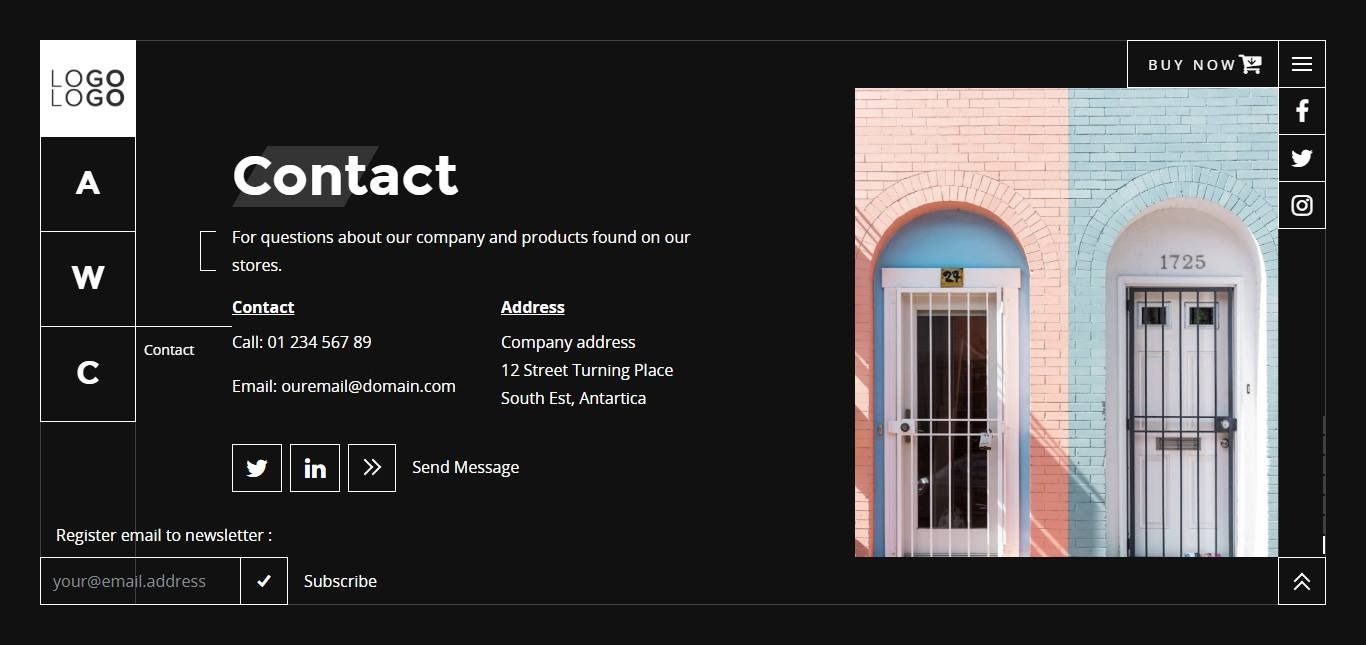 LOGO
LOGO
BUY NOW
A
W
C
Contact
Contact
For questions about our company and products found on our
stores.
Contact
Call: 01 234 567 89
Email: ouremail@domain.com
Address
Company address
12 Street Turning Place
South Est, Antartica
Send Message
Register email to newsletter :
your@email.address
Subscribe
24
1725